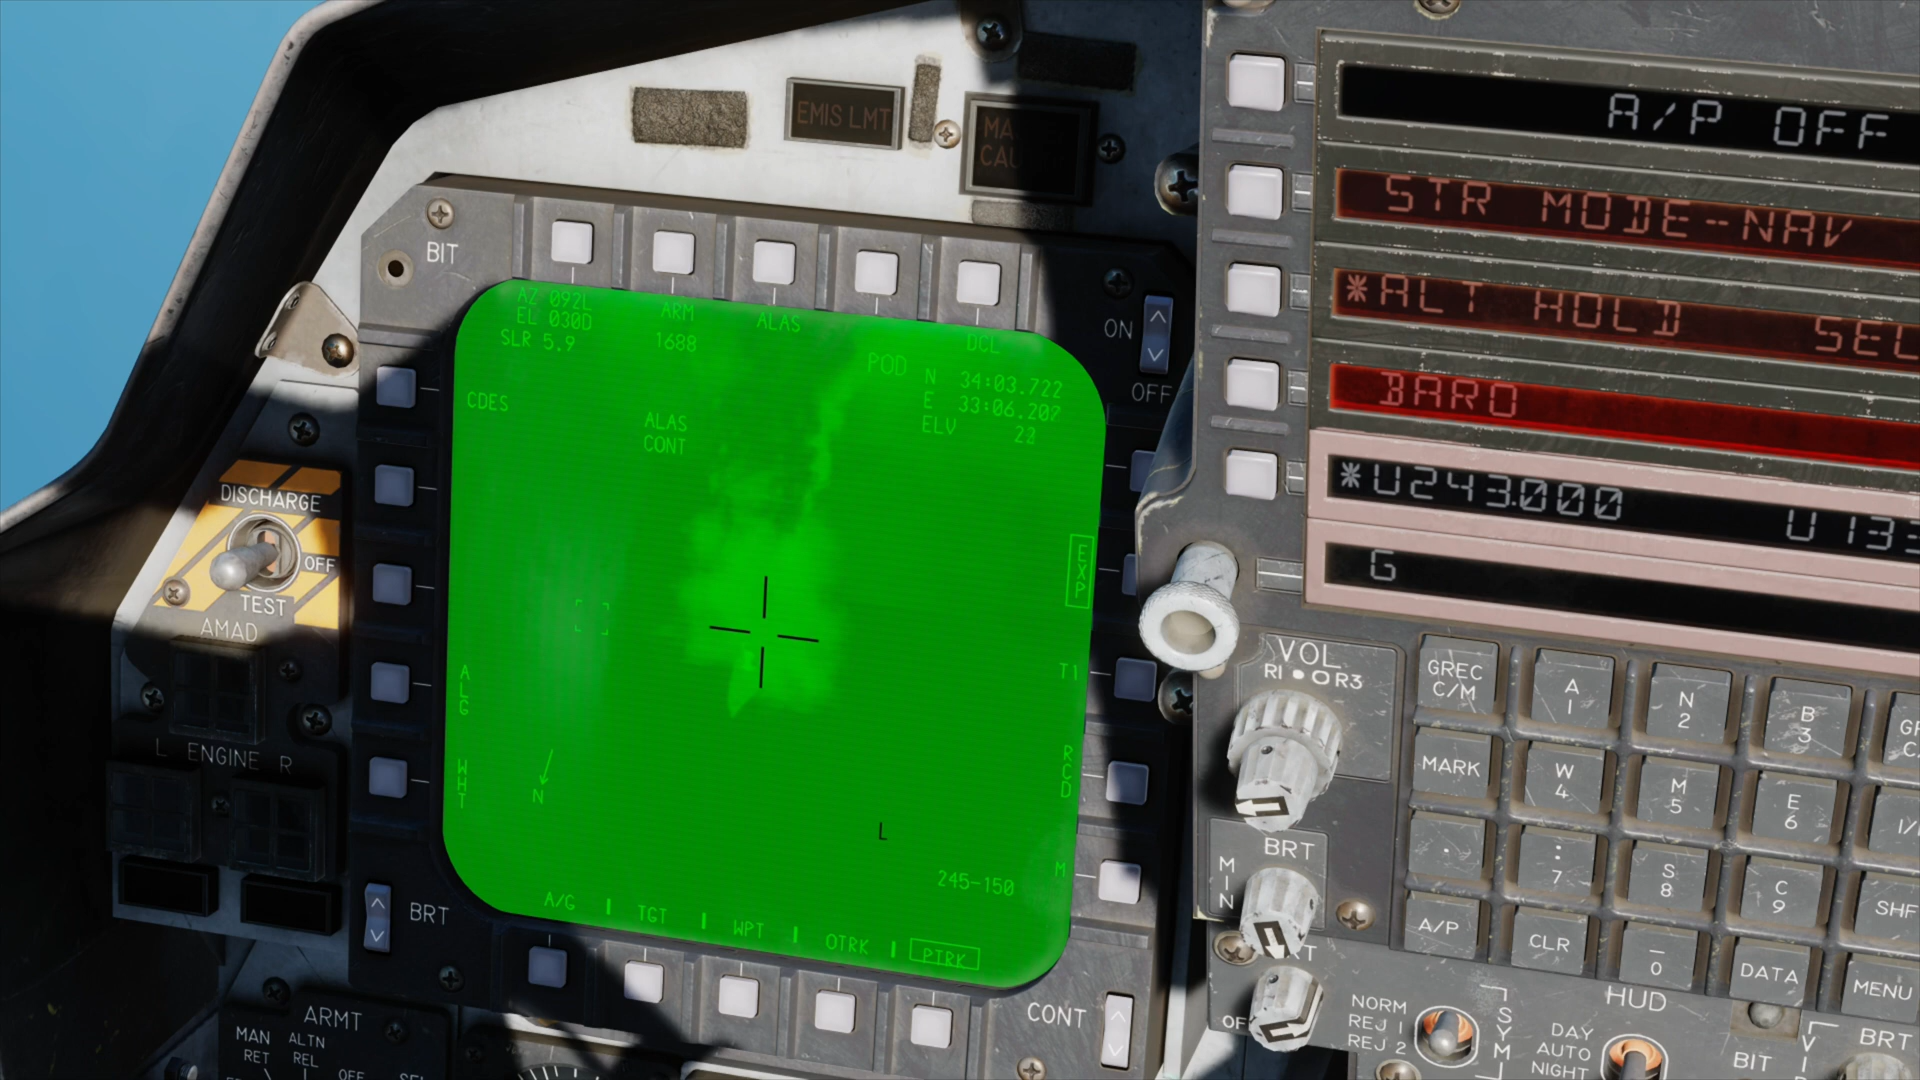 EMIS LMT
BIT
ON
OFF
AZ 092L
EL 030D
SLR 5.9
ARM
1688
ALAS
POD
DCL
N 34:03.722
E 33:06.207
ELV 23
CDES
ALAS
CONT
EXP
T1
ALG
WHT
RCD
N
L
M
245-150
A/G
TGT
WPT
OTRK
PTRK
BRT
CONT
DISCHARGE
OFF
TEST
AMAD
L ENGINE R
ARMT
MAN
RET
ALTN
REL
OFF
A/P OFF
STR MODE-NAV
*ALT HOLD SEL
BARO
*U243.000 U133
G
VOL
R1 R3
BRT
MIN
GREC
C/M
A
1
N
2
B
3
MARK
W
4
M
5
E
6
.
:
7
S
8
C
9
SHF
A/P
CLR
-
0
DATA
MENU
NORM
REJ 1
REJ 2
SYM
HUD
DAY
AUTO
NIGHT
BIT
BRT